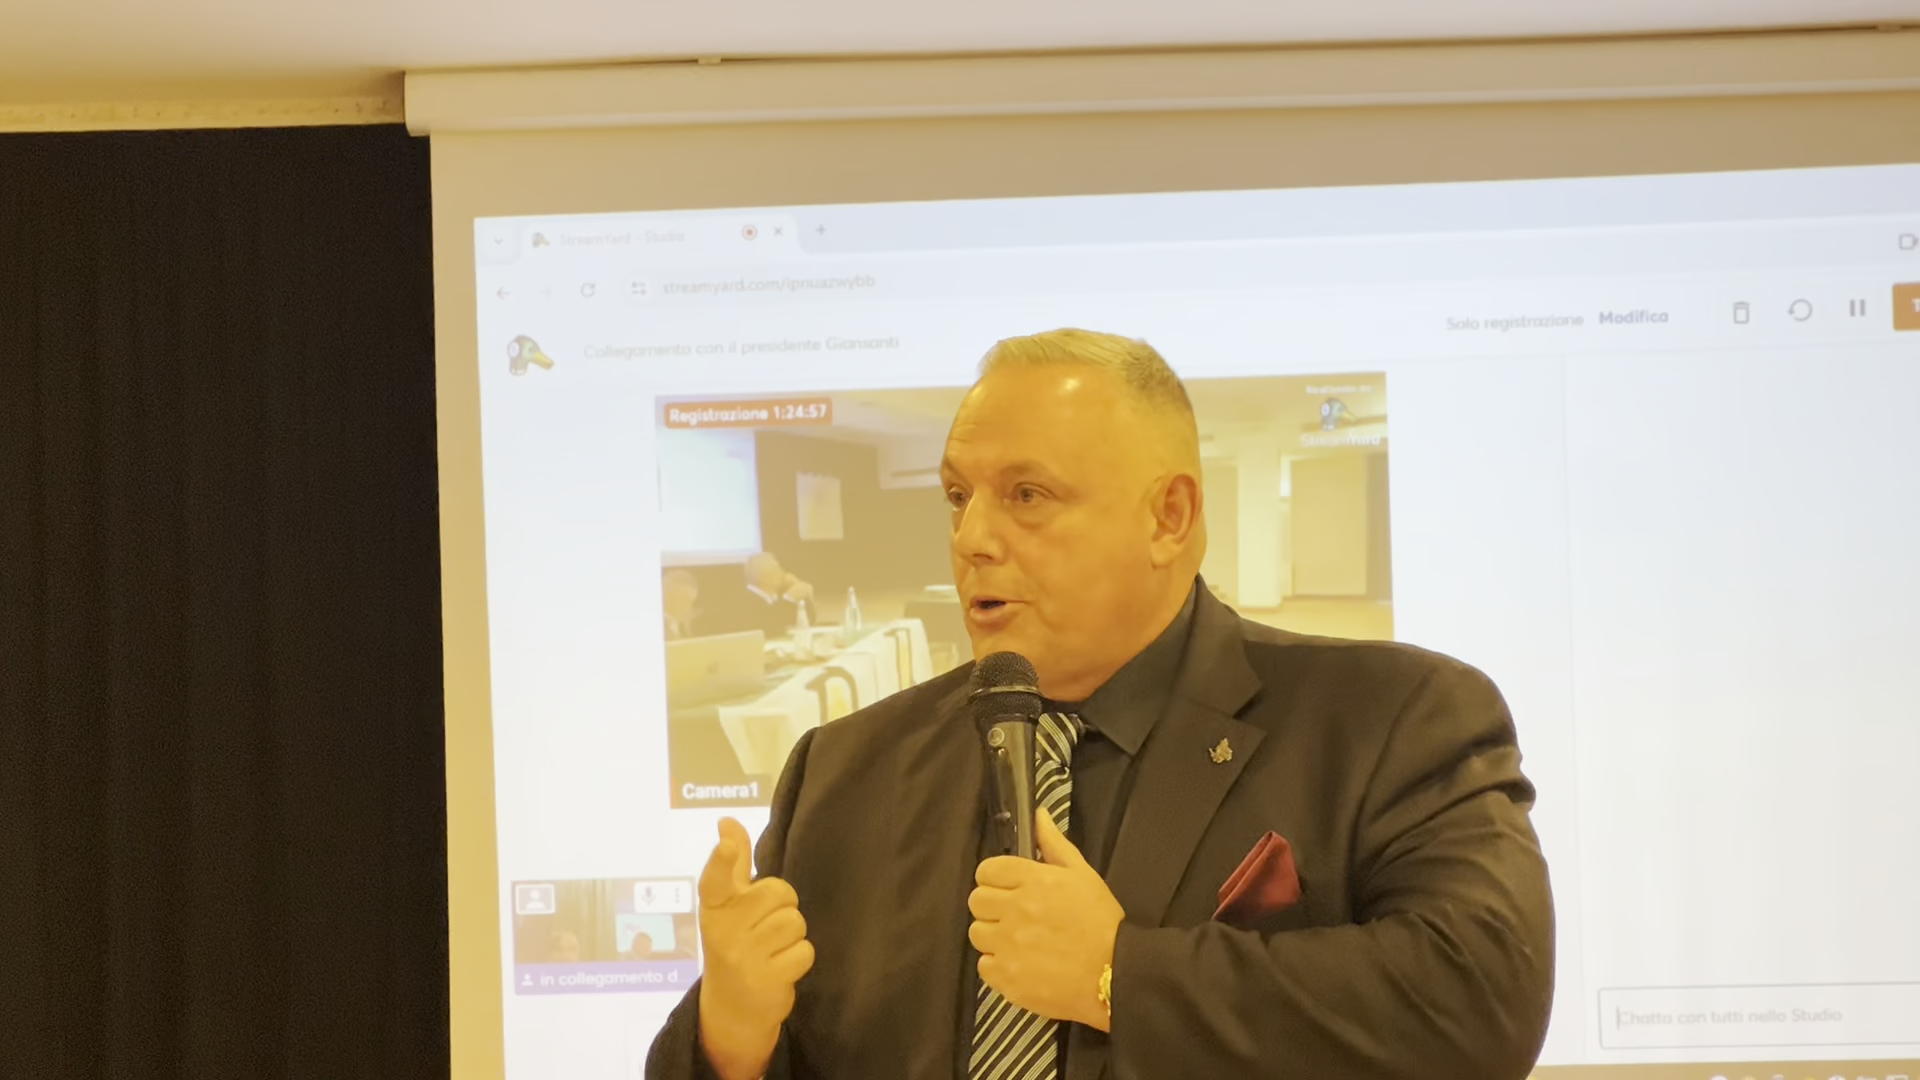 StreamYard - Studio
streamyard.com/ipnuazwybb
Solo registrazione Modifica
Collegamento con il presidente Giansanti
Registrazione 1:24:57
StreamYard
Camera1
in collegamento d
Chatta con tutti nello Studio